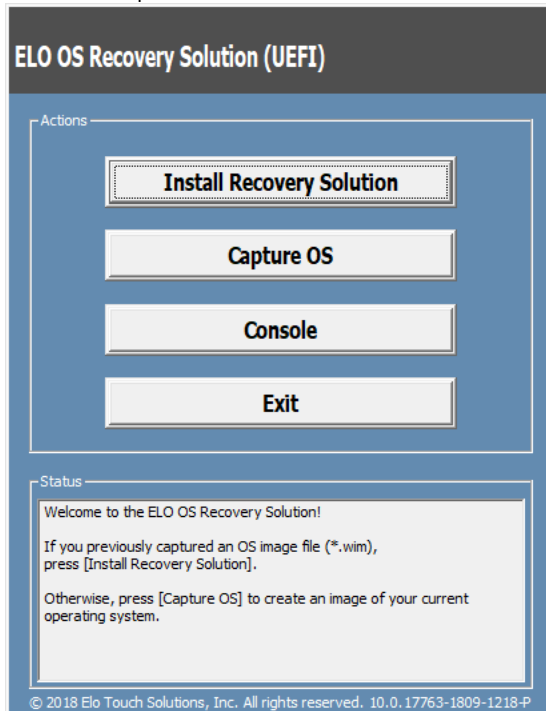 ELO OS Recovery Solution (UEFI)
Actions
Install Recovery Solution
Capture OS
Console
Exit
Status
Welcome to the ELO OS Recovery Solution!
If you previously captured an OS image file (*.wim),
press [Install Recovery Solution].
Otherwise, press [Capture OS] to create an image of your current
operating system.
© 2018 Elo Touch Solutions, Inc. All rights reserved. 10.0.17763-1809-1218-P